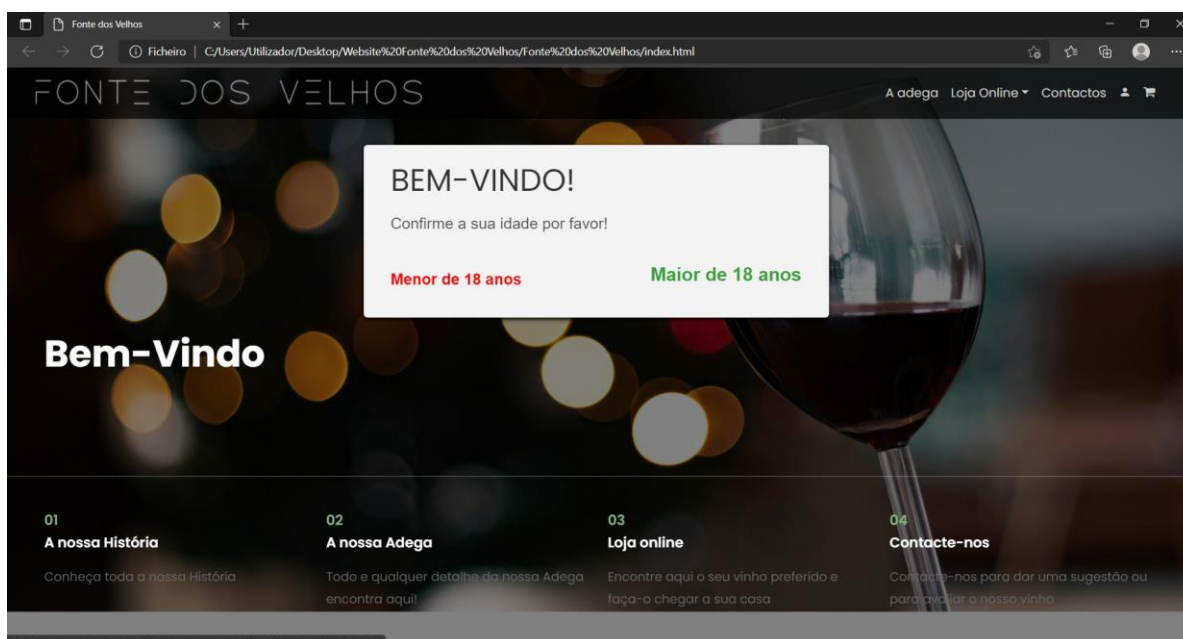 Fonte dos Velhos
Ficheiro | C:/Users/Utilizador/Desktop/Website%20Fonte%20dos%20Velhos/Fonte%20dos%20Velhos/index.html
FONTE DOS VELHOS
A adega Loja Online Contactos
BEM-VINDO!
Confirme a sua idade por favor!
Menor de 18 anos Maior de 18 anos
Bem-Vindo
01 02 03 04
A nossa História A nossa Adega Loja online Contacte-nos
Conheça toda a nossa História Todo e qualquer detalhe da nossa Adega Encontre aqui o seu vinho preferido e Contacte-nos para dar uma sugestão ou
encontra aqui! faça-o chegar a sua casa para avaliar o nosso vinho